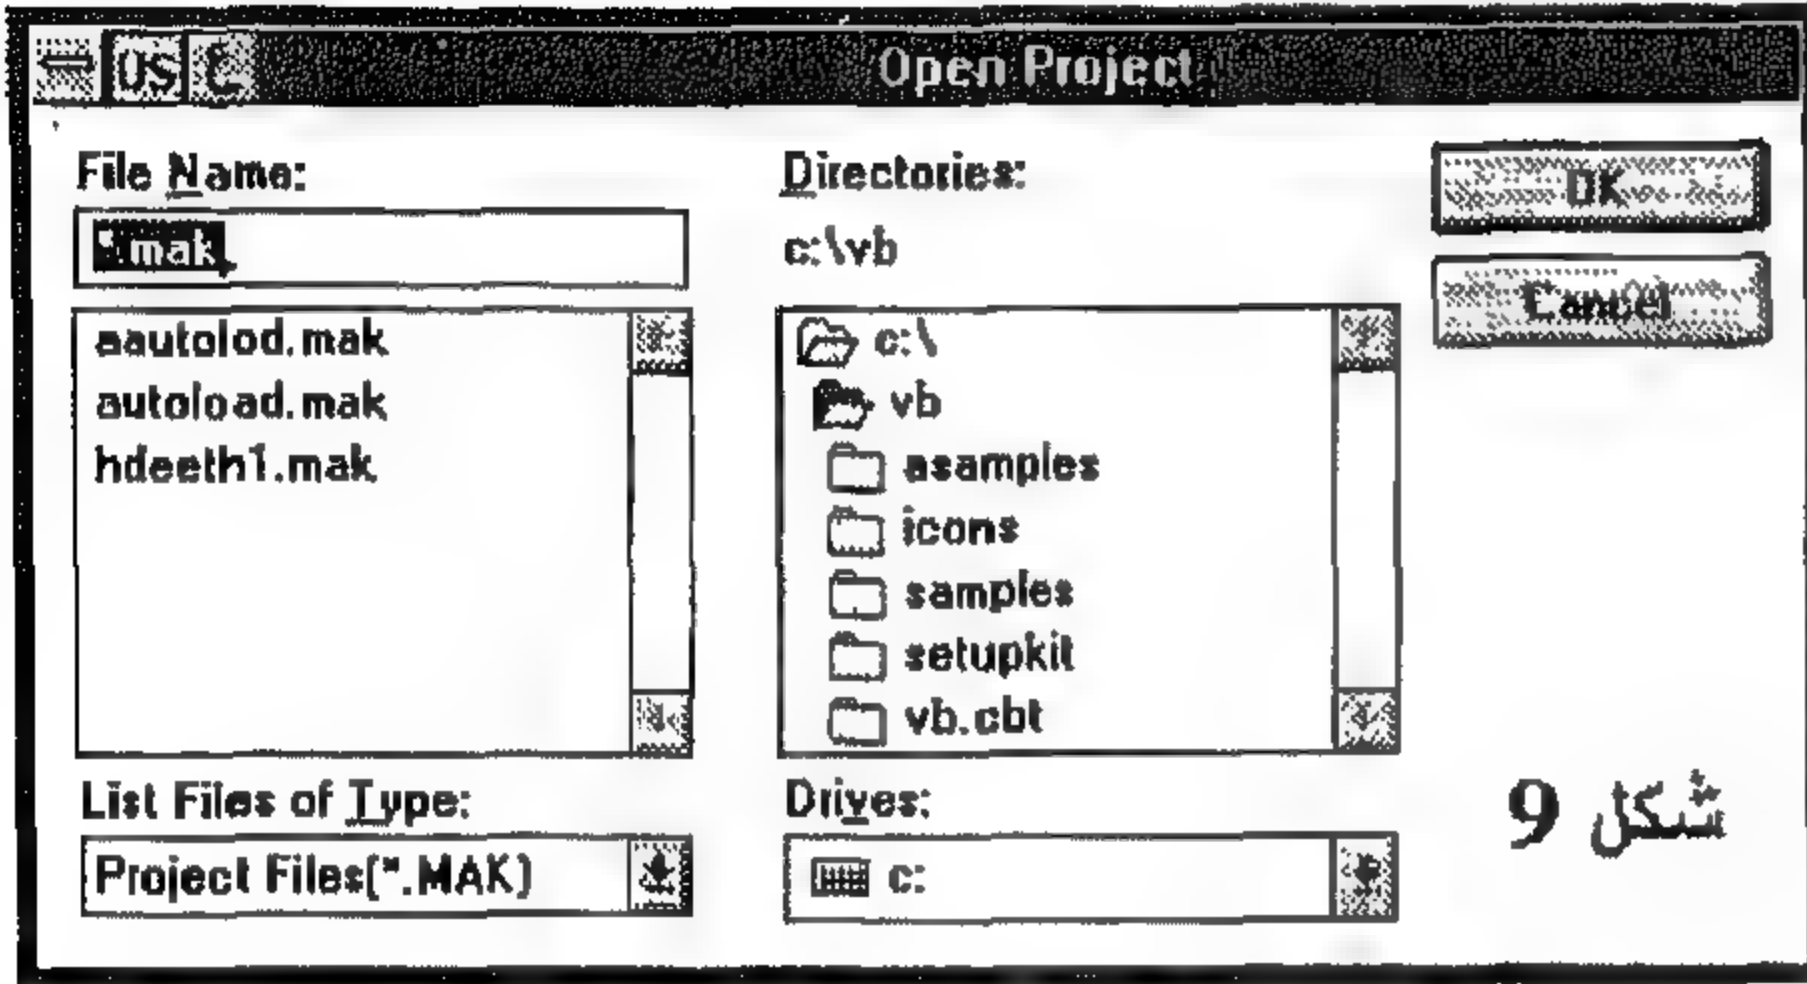 Open Project
File Name:
*.mak
aautolod.mak
autoload.mak
hdeeth1.mak
List Files of Type:
Project Files(*.MAK)
Directories:
c:\vb
c:\
vb
asamples
icons
samples
setupkit
vb.cbt
Drives:
c:
OK
Cancel
شكل 9